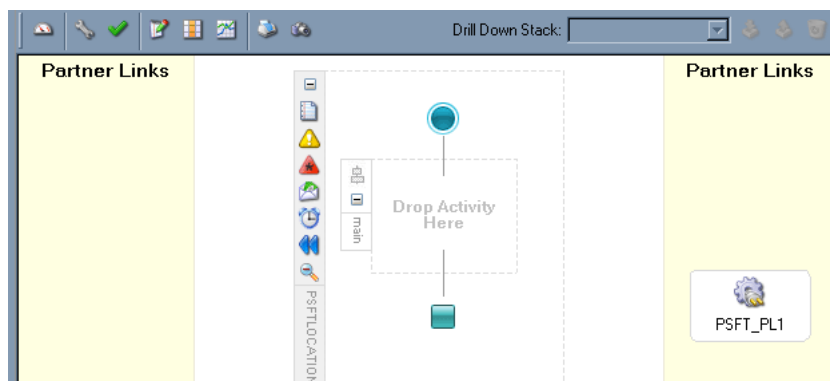 Drill Down Stack:
Partner Links
Partner Links
Drop Activity
Here
main
PSFT_PL1
PSFTLOCATION